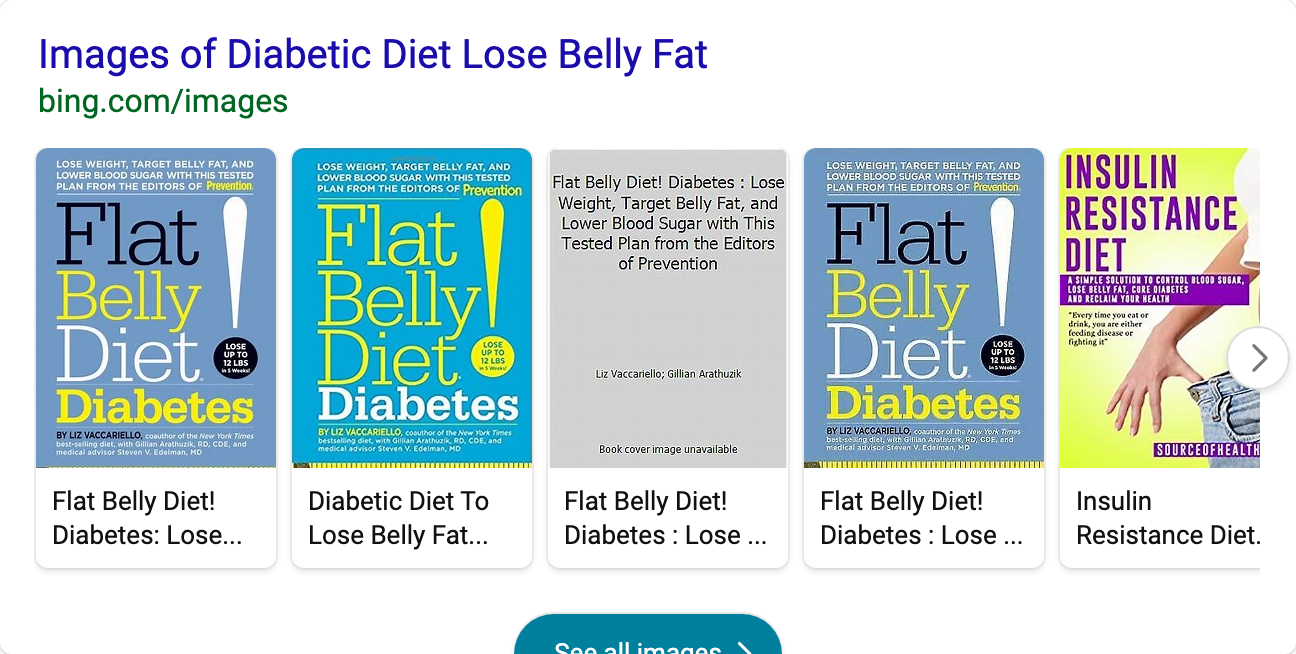 Images of Diabetic Diet Lose Belly Fat
bing.com/images
LOSE WEIGHT, TARGET BELLY FAT, AND
LOWER BLOOD SUGAR WITH THIS TESTED
PLAN FROM THE EDITORS OF Prevention.
Flat
Belly
Diet!
Diabetes
LOSE
UP TO
12 LBS
in 5 Weeks!
BY LIZ VACCARIELLO, coauthor of the New York Times
best-selling diet, with Gillian Arathuzik, RD, CDE, and
medical advisor Steven V. Edelman, MD
Flat Belly Diet!
Diabetes: Lose...
LOSE WEIGHT, TARGET BELLY FAT, AND
LOWER BLOOD SUGAR WITH THIS TESTED
PLAN FROM THE EDITORS OF Prevention
Flat
Belly!
Diet.
Diabetes
LOSE
UP TO
12 LBS
in 5 Weeks!
BY LIZ VACCARIELLO, coauthor of the New York Times
bestselling diet, with Gillian Arathuzik, RD, CDE, and
medical advisor Steven V. Edelman, MD
Diabetic Diet To
Lose Belly Fat...
Flat Belly Diet! Diabetes : Lose
Weight, Target Belly Fat, and
Lower Blood Sugar with This
Tested Plan from the Editors
of Prevention
Liz Vaccariello; Gillian Arathuzik
Book cover image unavailable
Flat Belly Diet!
Diabetes : Lose ...
LOSE WEIGHT, TARGET BELLY FAT, AND
LOWER BLOOD SUGAR WITH THIS TESTED
PLAN FROM THE EDITORS OF Prevention.
Flat
Belly
Diet!
Diabetes
LOSE
UP TO
12 LBS
in 5 Weeks!
BY LIZ VACCARIELLO, coauthor of the New York Times
best-selling diet, with Gillian Arathuzik, RD, CDE, and
medical advisor Steven V. Edelman, MD
Flat Belly Diet!
Diabetes : Lose ...
INSULIN
RESISTANCE
DIET
A SIMPLE SOLUTION TO CONTROL BLOOD SUGAR,
LOSE BELLY FAT, CURE DIABETES
AND RECLAIM YOUR HEALTH
"Every time you eat or
drink, you are either
feeding disease or
fighting it"
SOURCEOFHEALTH
Insulin
Resistance Diet.
See all images